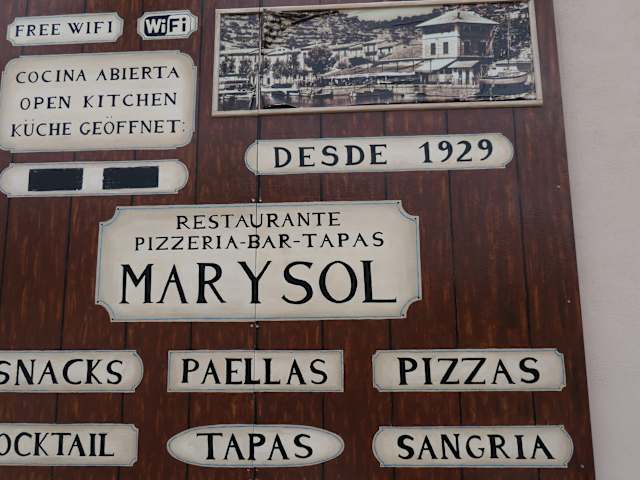 FREE WIFI
WiFi
COCINA ABIERTA
OPEN KITCHEN
KÜCHE GEÖFFNET:
DESDE 1929
RESTAURANTE
PIZZERIA-BAR-TAPAS
MARYSOL
SNACKS
PAELLAS
PIZZAS
OCKTAIL
TAPAS
SANGRIA